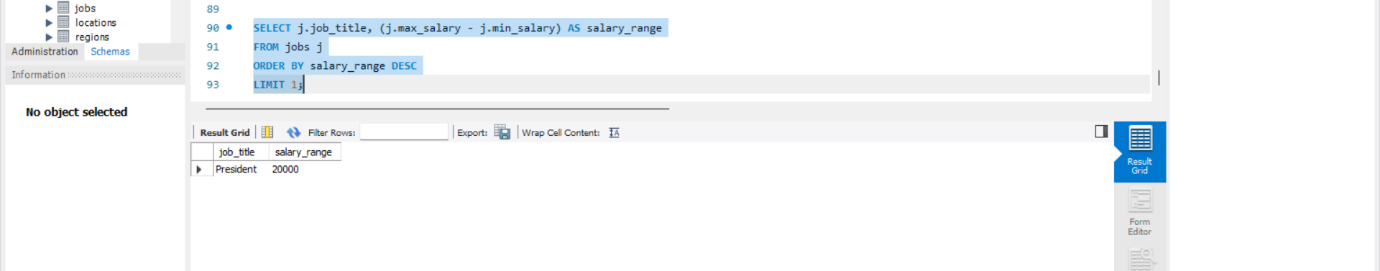 jobs
locations
regions
Administration Schemas
Information
No object selected
89
90 SELECT j.job_title, (j.max_salary - j.min_salary) AS salary_range
91 FROM jobs j
92 ORDER BY salary_range DESC
93 LIMIT 1;
Result Grid Filter Rows: Export: Wrap Cell Content: IA
job_title salary_range
President 20000
Result
Grid
Form
Editor